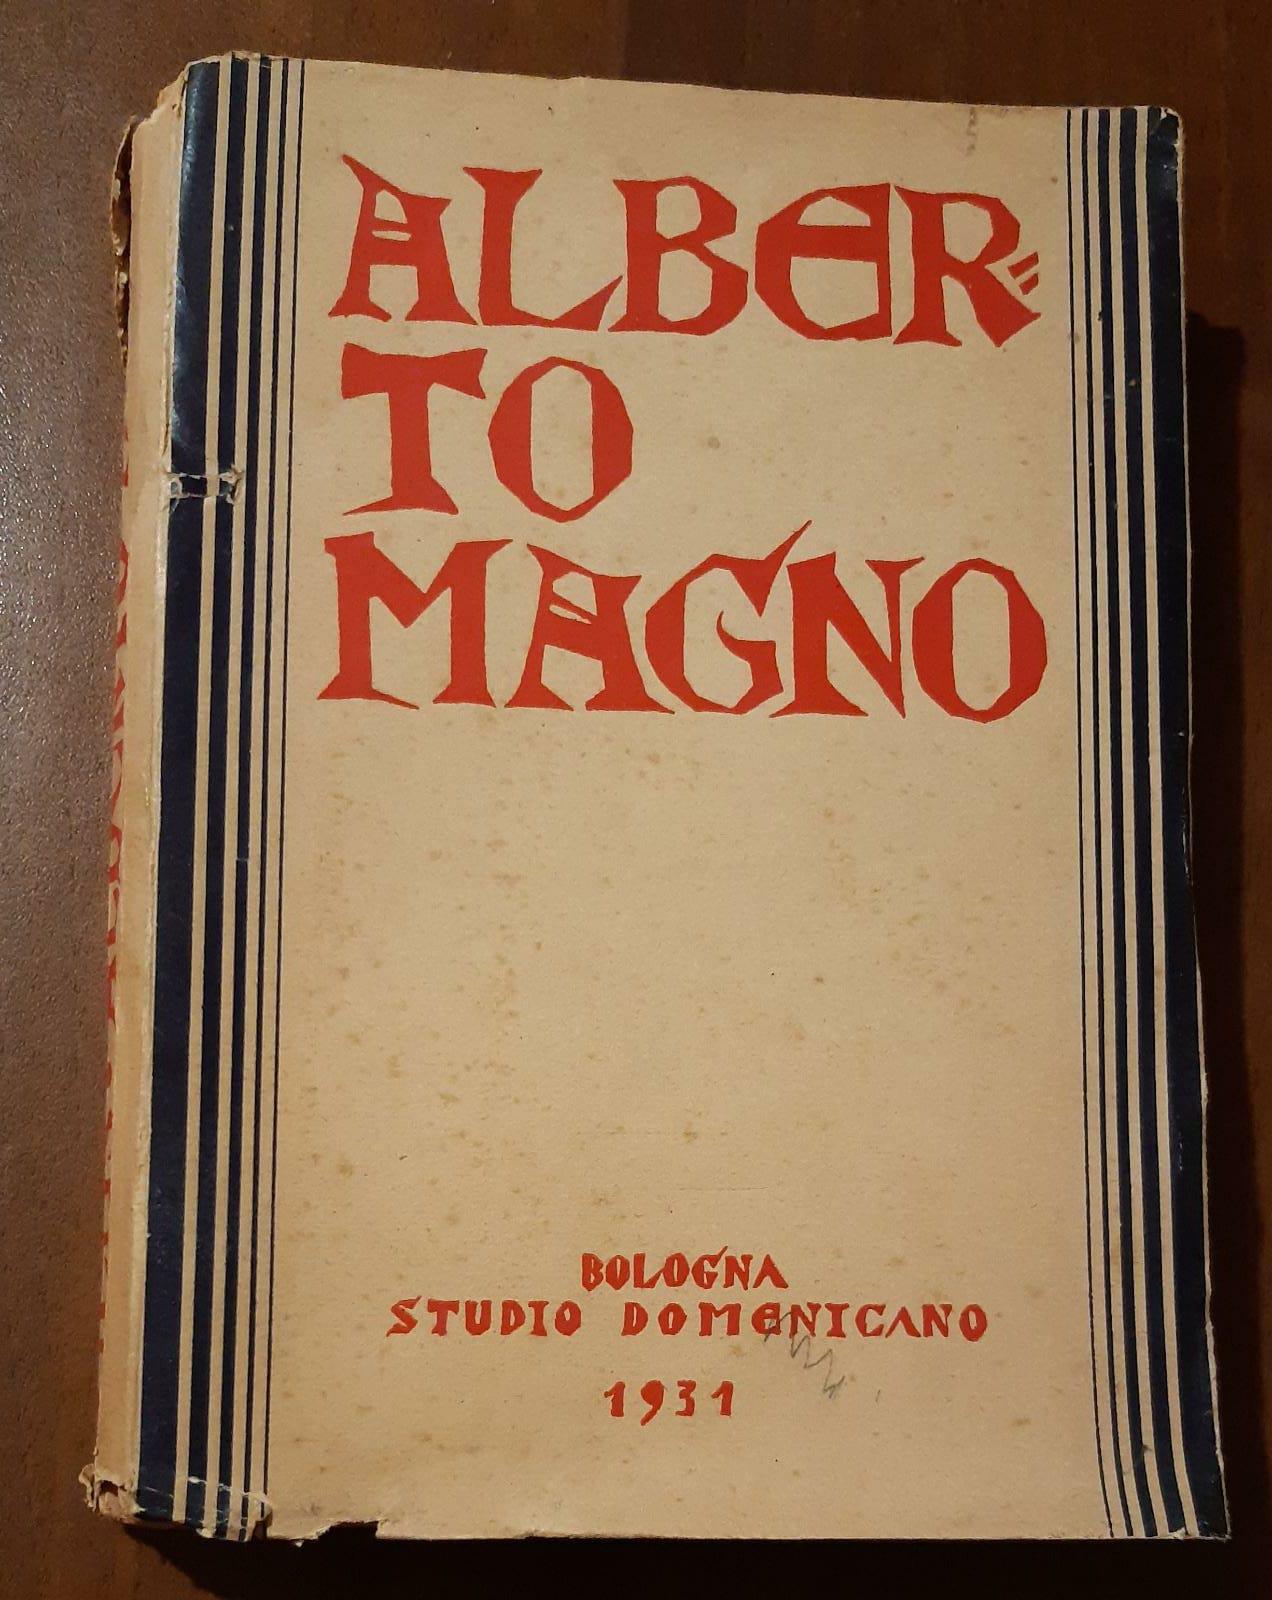 ALBER=
TO
MAGNO
BOLOGNA
STUDIO DOMENICANO
1931